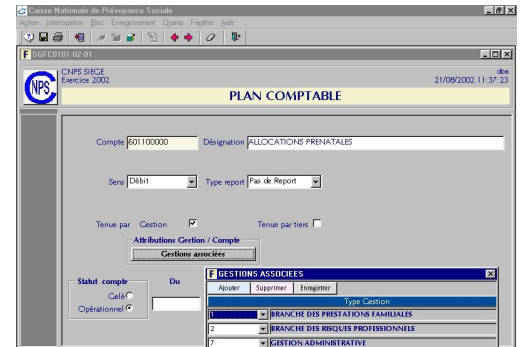 Caisse Nationale de Prévoyance Sociale
Action Interrogation Bloc Enregistrement Champ Fenêtre Aide
SGFC0101-02-01
CNPS SIEGE dba
Exercice 2002 21/08/2002 11:37:23
NPS
PLAN COMPTABLE
Compte 601100000 Désignation ALLOCATIONS PRENATALES
Sens Débit Type report Pas de Report
Tenue par Gestion Tenue par tiers
Attributions Gestion / Compte
Gestions associées
Statut compte Du
Gelé
Opérationnel
GESTIONS ASSOCIEES
Ajouter Supprimer Enregistrer
Type Gestion
1 BRANCHE DES PRESTATIONS FAMILIALES
2 BRANCHE DES RISQUES PROFESSIONNELS
7 GESTION ADMINISTRATIVE